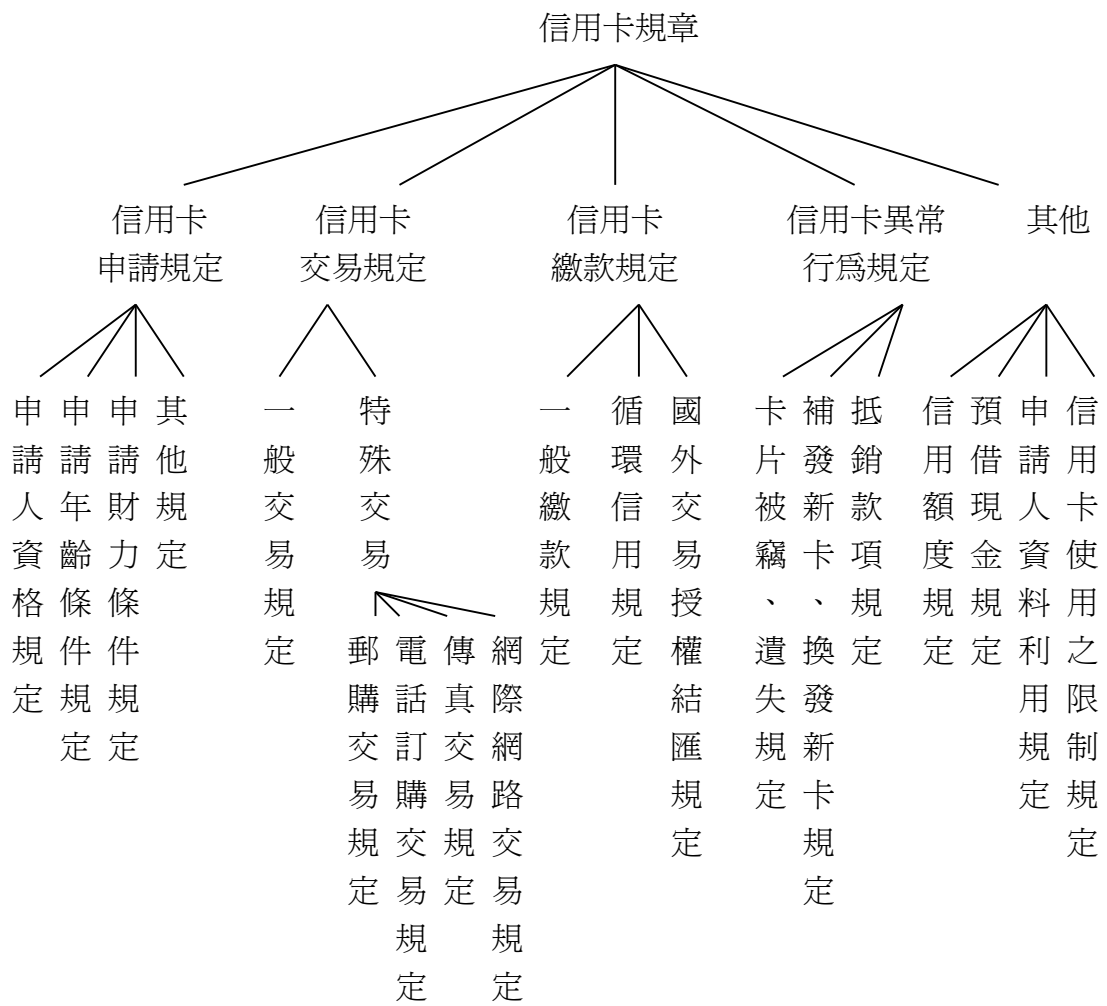 信用卡規章
信用卡
申請規定
信用卡
交易規定
信用卡
繳款規定
信用卡異常
行爲規定
其他
申請人資格規定
申請年齡條件規定
申請財力條件規定
其他規定
一般交易規定
特殊交易
郵購交易規定
電話訂購交易規定
傳真交易規定
網際網路交易規定
一般繳款規定
循環信用規定
國外交易授權結匯規定
卡片被竊、遺失規定
補發新卡、換發新卡規定
抵銷款項規定
信用額度規定
預借現金規定
申請人資料利用規定
信用卡使用之限制規定